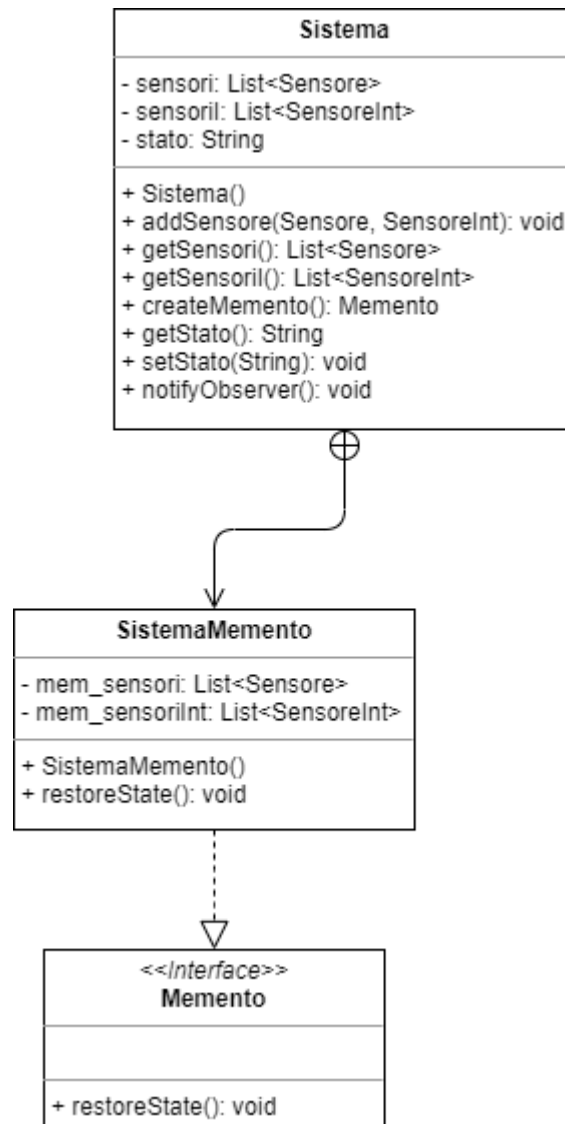 Sistema
- sensori: List<Sensore>
- sensoriI: List<SensoreInt>
- stato: String
+ Sistema()
+ addSensore(Sensore, SensoreInt): void
+ getSensori(): List<Sensore>
+ getSensoriI(): List<SensoreInt>
+ createMemento(): Memento
+ getStato(): String
+ setStato(String): void
+ notifyObserver(): void
SistemaMemento
- mem_sensori: List<Sensore>
- mem_sensoriInt: List<SensoreInt>
+ SistemaMemento()
+ restoreState(): void
<<Interface>>
Memento
+ restoreState(): void